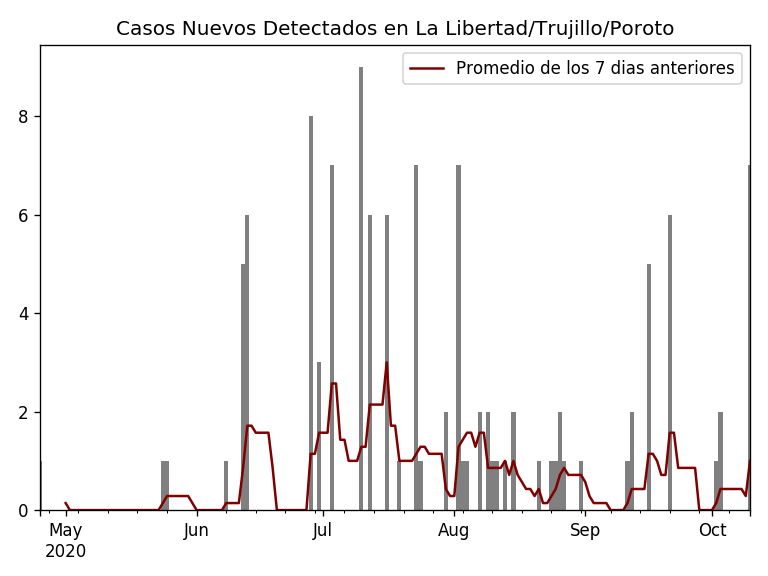 Casos Nuevos Detectados en La Libertad/Trujillo/Poroto
Promedio de los 7 dias anteriores
8
6
4
2
0
May Jun Jul Aug Sep Oct
2020